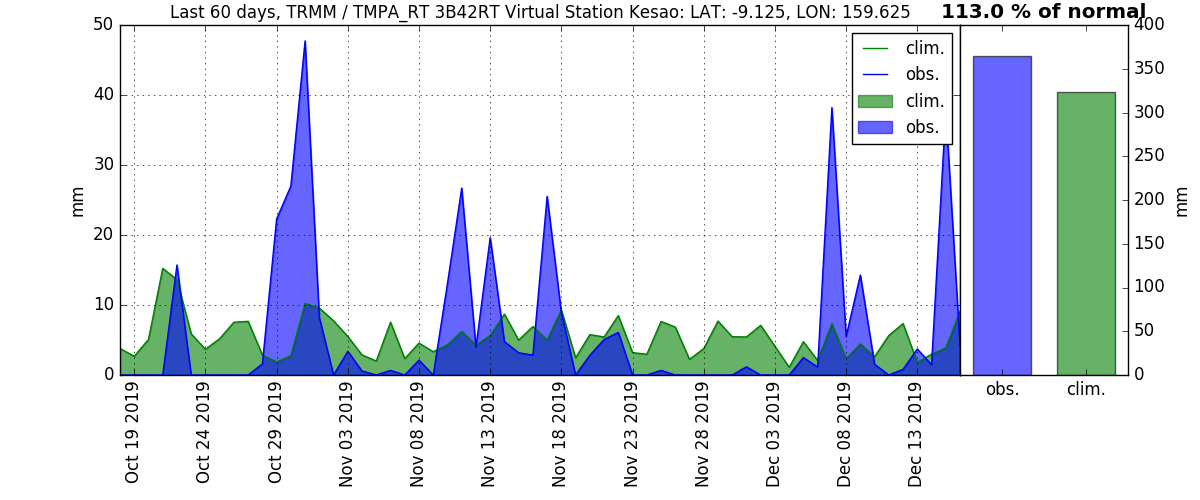 Last 60 days, TRMM / TMPA_RT 3B42RT Virtual Station Kesao: LAT: -9.125, LON: 159.625
113.0 % of normal
50
40
30
20
10
0
mm
clim.
obs.
clim.
obs.
400
350
300
250
200
150
100
50
0
mm
obs.
clim.
Oct 19 2019
Oct 24 2019
Oct 29 2019
Nov 03 2019
Nov 08 2019
Nov 13 2019
Nov 18 2019
Nov 23 2019
Nov 28 2019
Dec 03 2019
Dec 08 2019
Dec 13 2019